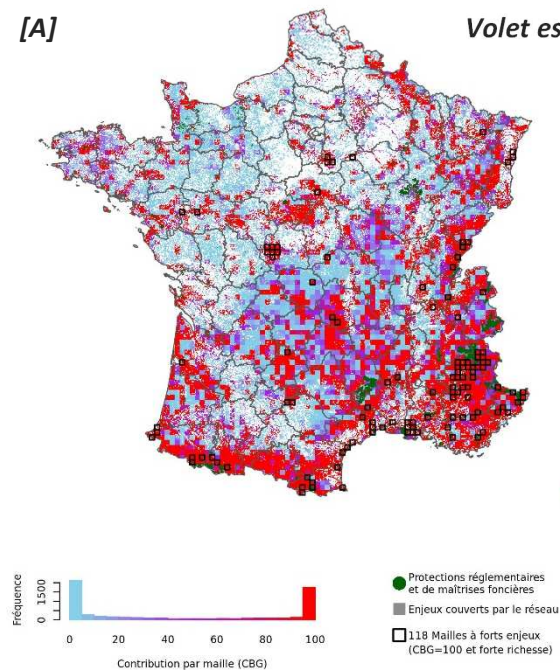 [A]
Volet es
Fréquence
1500
0
0 20 40 60 80 100
Contribution par maille (CBG)
Protections réglementaires
et de maîtrises foncières
Enjeux couverts par le réseau
118 Mailles à forts enjeux
(CBG=100 et forte richesse)